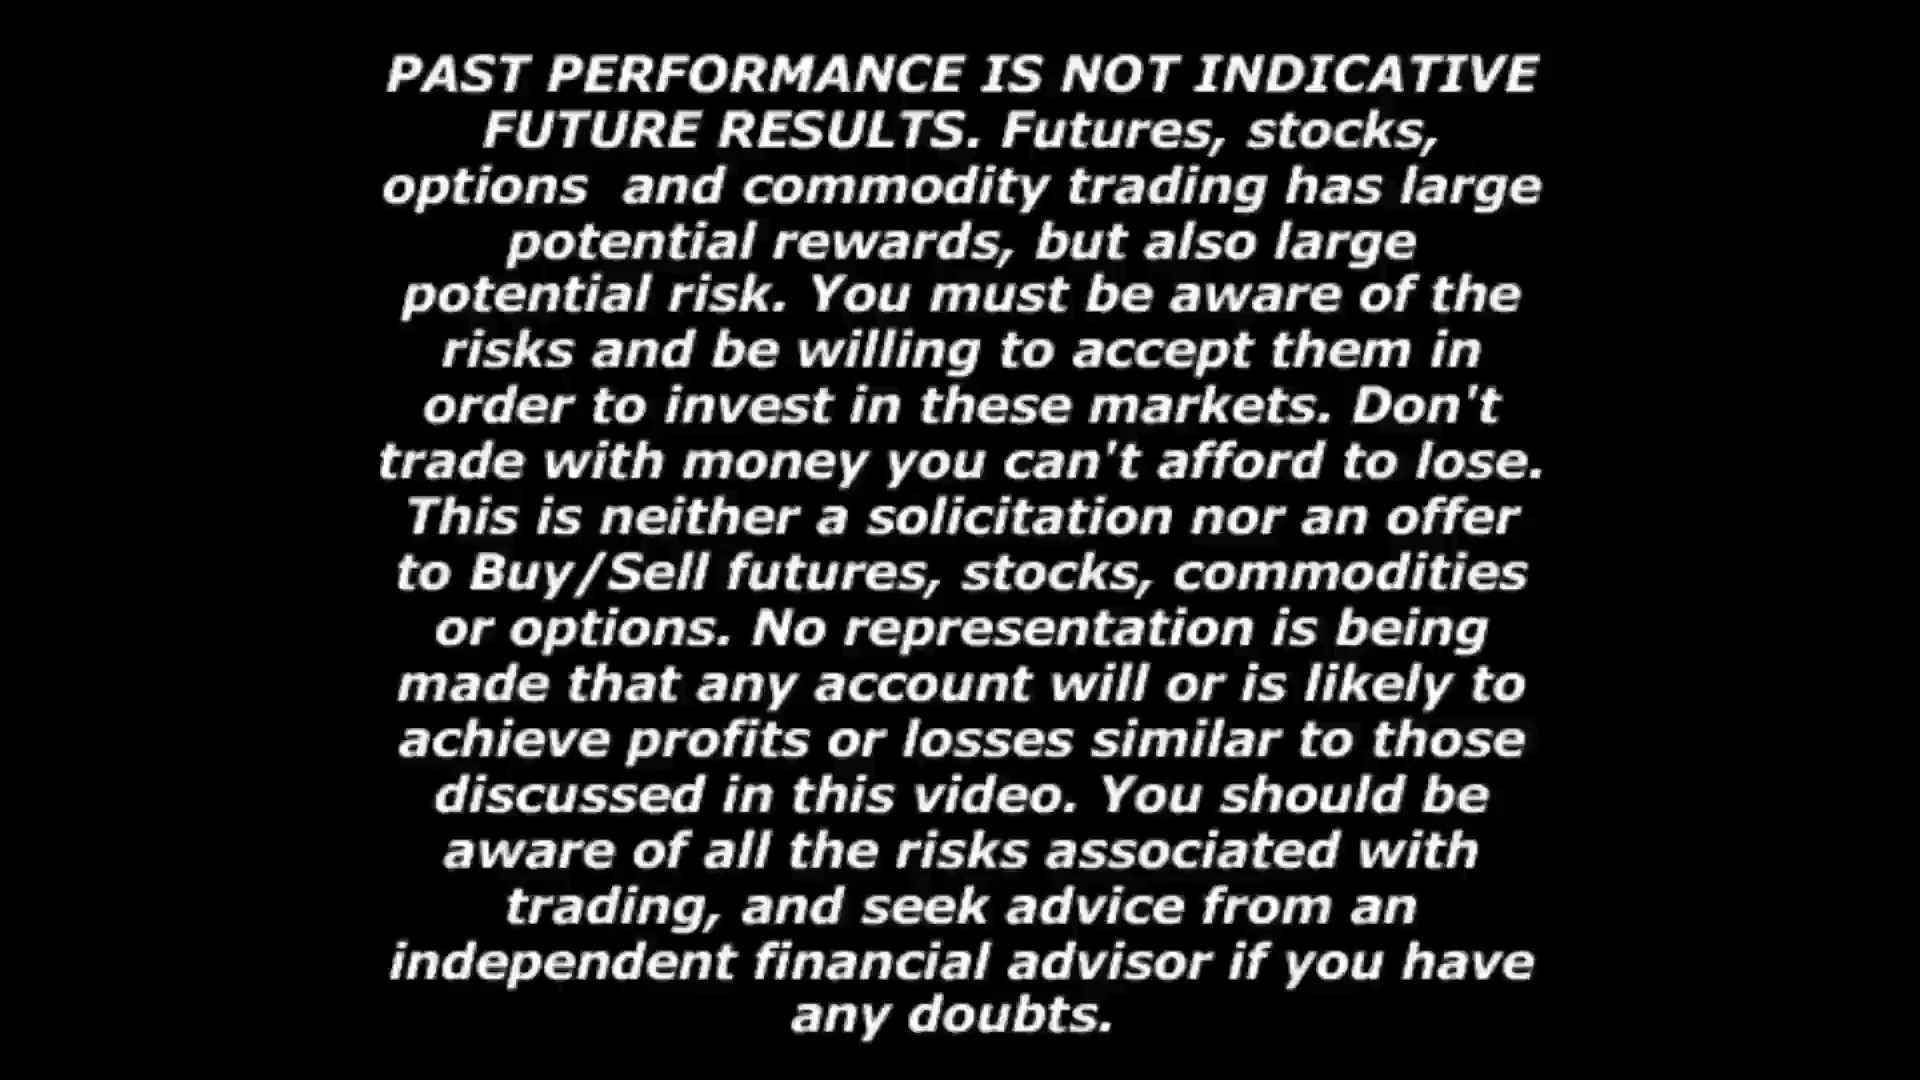 PAST PERFORMANCE IS NOT INDICATIVE
FUTURE RESULTS. Futures, stocks,
options  and commodity trading has large
potential rewards, but also large
potential risk. You must be aware of the
risks and be willing to accept them in
order to invest in these markets. Don't
trade with money you can't afford to lose.
This is neither a solicitation nor an offer
to Buy/Sell futures, stocks, commodities
or options. No representation is being
made that any account will or is likely to
achieve profits or losses similar to those
discussed in this video. You should be
aware of all the risks associated with
trading, and seek advice from an
independent financial advisor if you have
any doubts.